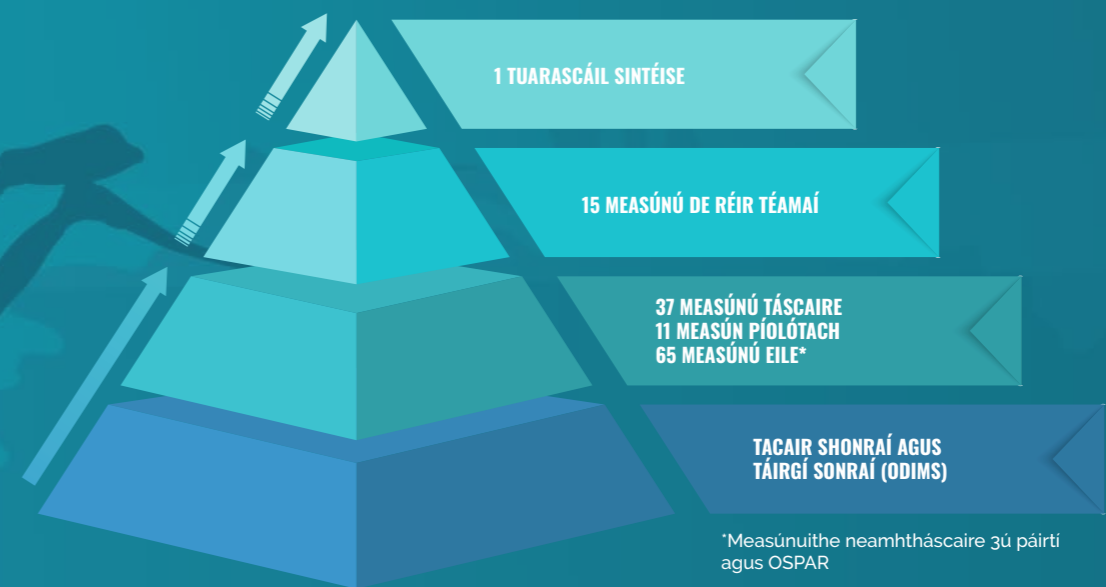 1 TUARASCÁIL SINTÉISE
15 MEASÚNÚ DE RÉIR TÉAMAÍ
37 MEASÚNÚ TÁSCAIRE
11 MEASÚN PÍOLÓTACH
65 MEASÚNÚ EILE*
TACAIR SHONRAÍ AGUS
TÁIRGÍ SONRAÍ (ODIMS)
*Measúnuithe neamhtháscaire 3ú páirtí
agus OSPAR